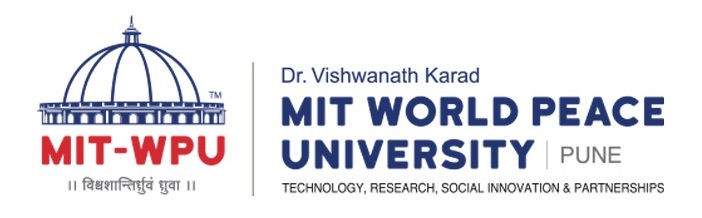 TM
MIT-WPU
॥ विश्वशान्तिर्धुवं धुवा ॥
Dr. Vishwanath Karad
MIT WORLD PEACE
UNIVERSITY | PUNE
TECHNOLOGY, RESEARCH, SOCIAL INNOVATION & PARTNERSHIPS